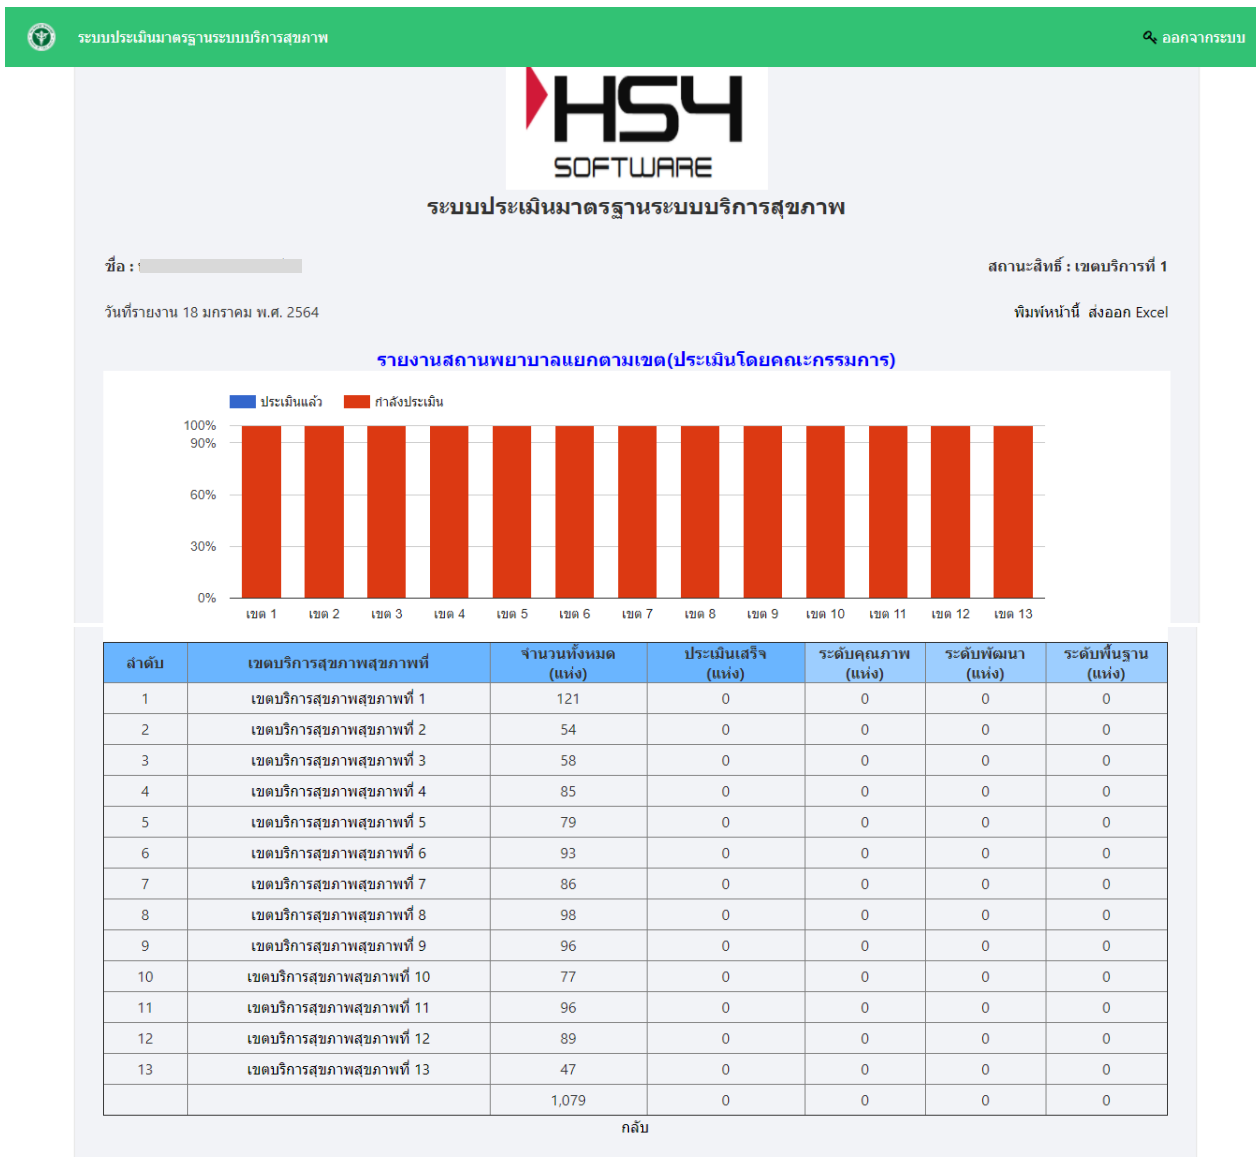 ระบบประเมินมาตรฐานระบบบริการสุขภาพ ออกจากระบบ
HS4
SOFTWARE
ระบบประเมินมาตรฐานระบบบริการสุขภาพ
ชื่อ : สถานะสิทธิ์ : เขตบริการที่ 1
วันที่รายงาน 18 มกราคม พ.ศ. 2564 พิมพ์หน้านี้ ส่งออก Excel
รายงานสถานพยาบาลแยกตามเขต(ประเมินโดยคณะกรรมการ)
ประเมินแล้ว กำลังประเมิน
100%
90%
60%
30%
0%
เขต 1 เขต 2 เขต 3 เขต 4 เขต 5 เขต 6 เขต 7 เขต 8 เขต 9 เขต 10 เขต 11 เขต 12 เขต 13
ลำดับ เขตบริการสุขภาพสุขภาพที่ จำนวนทั้งหมด (แห่ง) ประเมินเสร็จ (แห่ง) ระดับคุณภาพ (แห่ง) ระดับพัฒนา (แห่ง) ระดับพื้นฐาน (แห่ง)
1 เขตบริการสุขภาพสุขภาพที่ 1 121 0 0 0 0
2 เขตบริการสุขภาพสุขภาพที่ 2 54 0 0 0 0
3 เขตบริการสุขภาพสุขภาพที่ 3 58 0 0 0 0
4 เขตบริการสุขภาพสุขภาพที่ 4 85 0 0 0 0
5 เขตบริการสุขภาพสุขภาพที่ 5 79 0 0 0 0
6 เขตบริการสุขภาพสุขภาพที่ 6 93 0 0 0 0
7 เขตบริการสุขภาพสุขภาพที่ 7 86 0 0 0 0
8 เขตบริการสุขภาพสุขภาพที่ 8 98 0 0 0 0
9 เขตบริการสุขภาพสุขภาพที่ 9 96 0 0 0 0
10 เขตบริการสุขภาพสุขภาพที่ 10 77 0 0 0 0
11 เขตบริการสุขภาพสุขภาพที่ 11 96 0 0 0 0
12 เขตบริการสุขภาพสุขภาพที่ 12 89 0 0 0 0
13 เขตบริการสุขภาพสุขภาพที่ 13 47 0 0 0 0
1,079 0 0 0 0
กลับ